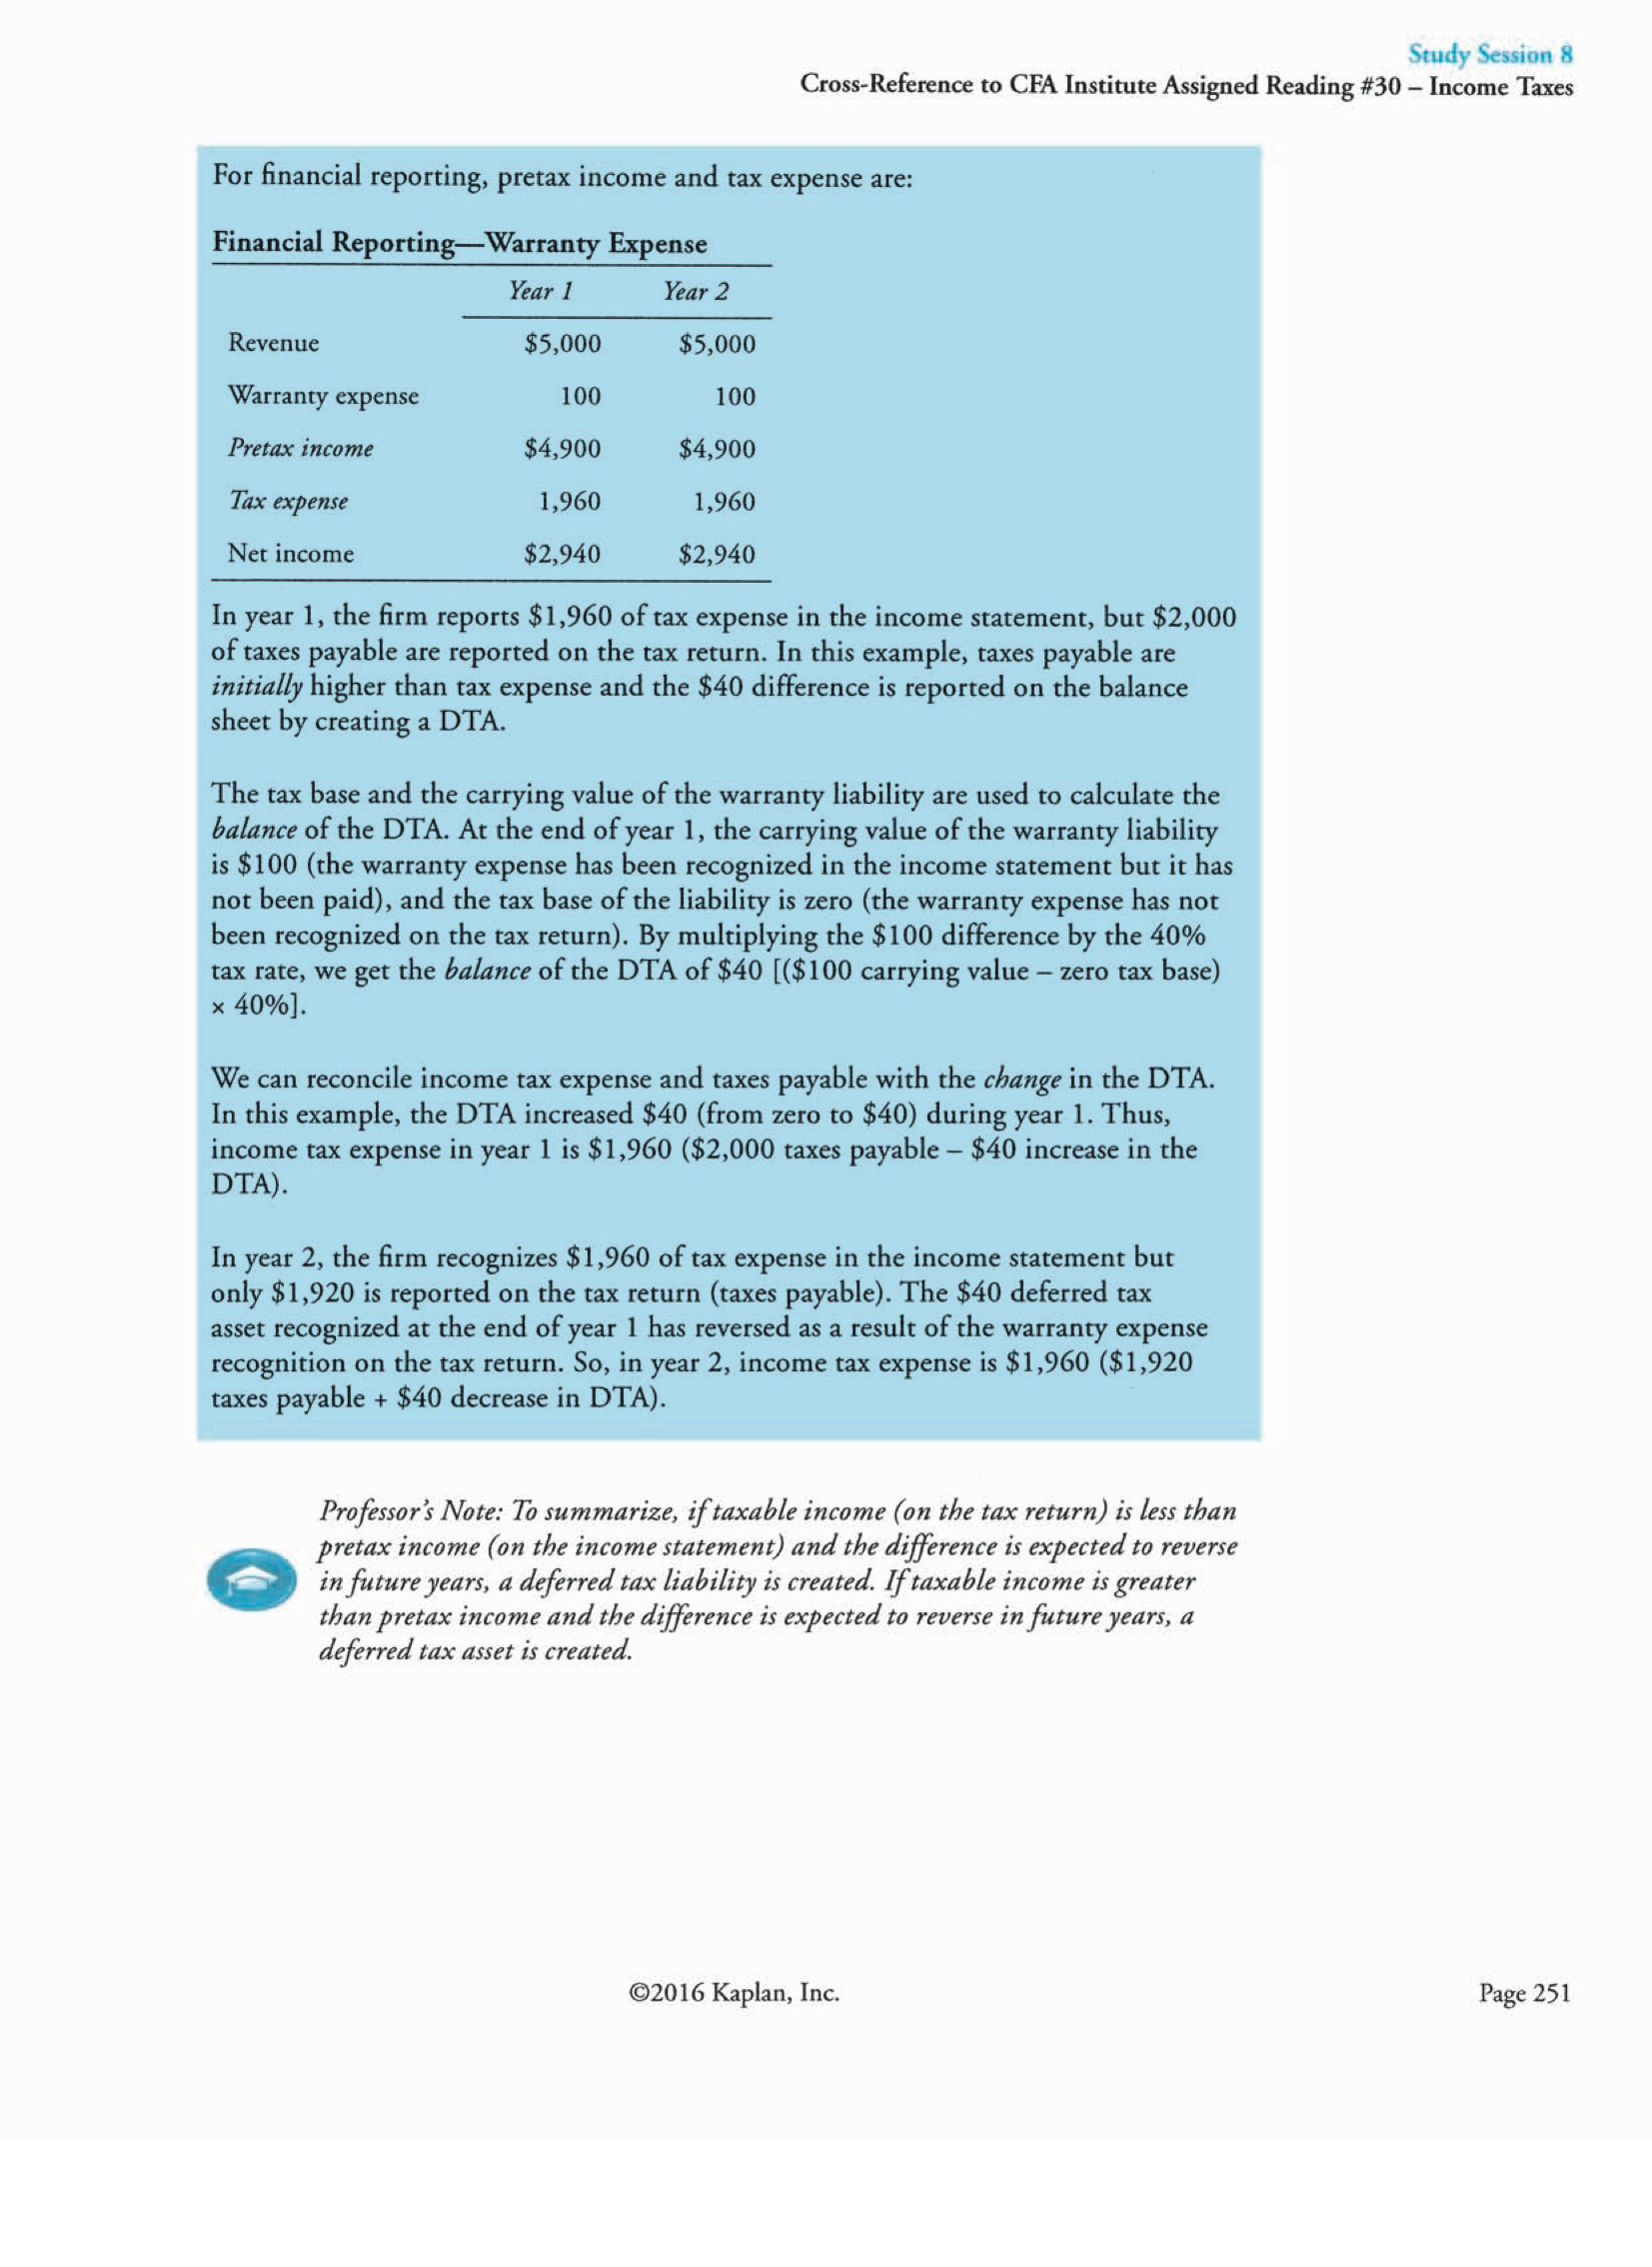 Study Session 8
Cross-Reference to CFA Institute Assigned Reading #30 – Income Taxes
For financial reporting, pretax income and tax expense are:
Financial Reporting—Warranty Expense
Year 1 Year 2
Revenue $5,000 $5,000
Warranty expense 100 100
Pretax income $4,900 $4,900
Tax expense 1,960 1,960
Net income $2,940 $2,940
In year 1, the firm reports $1,960 of tax expense in the income statement, but $2,000
of taxes payable are reported on the tax return. In this example, taxes payable are
initially higher than tax expense and the $40 difference is reported on the balance
sheet by creating a DTA.
The tax base and the carrying value of the warranty liability are used to calculate the
balance of the DTA. At the end of year 1, the carrying value of the warranty liability
is $100 (the warranty expense has been recognized in the income statement but it has
not been paid), and the tax base of the liability is zero (the warranty expense has not
been recognized on the tax return). By multiplying the $100 difference by the 40%
tax rate, we get the balance of the DTA of $40 [($100 carrying value – zero tax base)
× 40%].
We can reconcile income tax expense and taxes payable with the change in the DTA.
In this example, the DTA increased $40 (from zero to $40) during year 1. Thus,
income tax expense in year 1 is $1,960 ($2,000 taxes payable – $40 increase in the
DTA).
In year 2, the firm recognizes $1,960 of tax expense in the income statement but
only $1,920 is reported on the tax return (taxes payable). The $40 deferred tax
asset recognized at the end of year 1 has reversed as a result of the warranty expense
recognition on the tax return. So, in year 2, income tax expense is $1,960 ($1,920
taxes payable + $40 decrease in DTA).
Professor's Note: To summarize, if taxable income (on the tax return) is less than
pretax income (on the income statement) and the difference is expected to reverse
in future years, a deferred tax liability is created. If taxable income is greater
than pretax income and the difference is expected to reverse in future years, a
deferred tax asset is created.
©2016 Kaplan, Inc.
Page 251